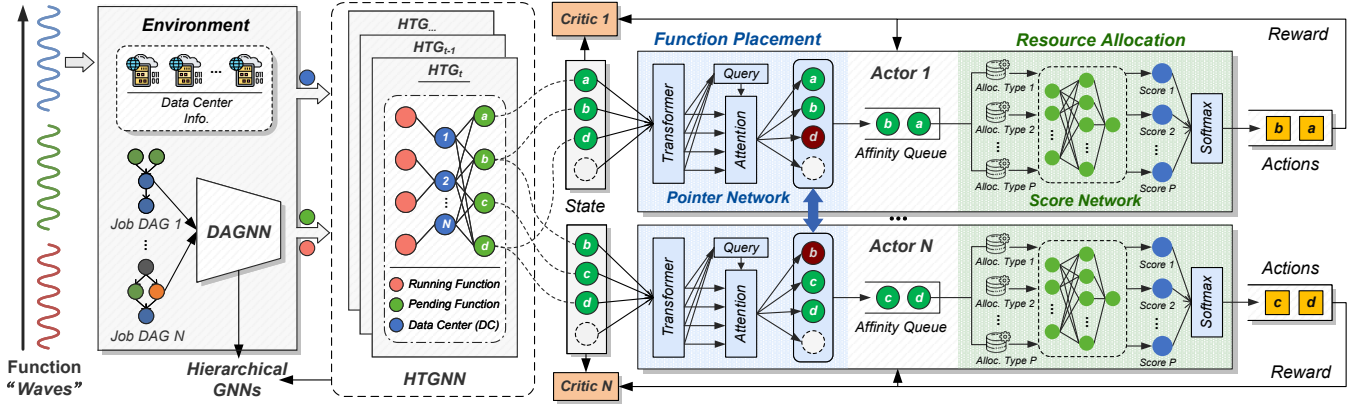 Function
“Waves”
Environment
...
Data Center
Info.
Job DAG 1
...
Job DAG N
DAGNN
Hierarchical
GNNs
HTG...
HTGt-1
HTGt
1
2
...
N
a
b
c
d
Running Function
Pending Function
Data Center (DC)
HTGNN
Critic 1
a
b
d
State
b
c
d
Critic N
Function Placement
Actor 1
Resource Allocation
Transformer
Query
Attention
a
b
d
b a
Affinity Queue
Pointer Network
Alloc. Type 1
Alloc. Type 2
...
Alloc. Type P
Score 1
Score 2
...
Score P
Softmax
Score Network
Reward
b a
Actions
...
Actor N
Transformer
Query
Attention
b
c
d
c d
Affinity Queue
Alloc. Type 1
Alloc. Type 2
...
Alloc. Type P
Score 1
Score 2
...
Score P
Softmax
Actions
c d
Reward